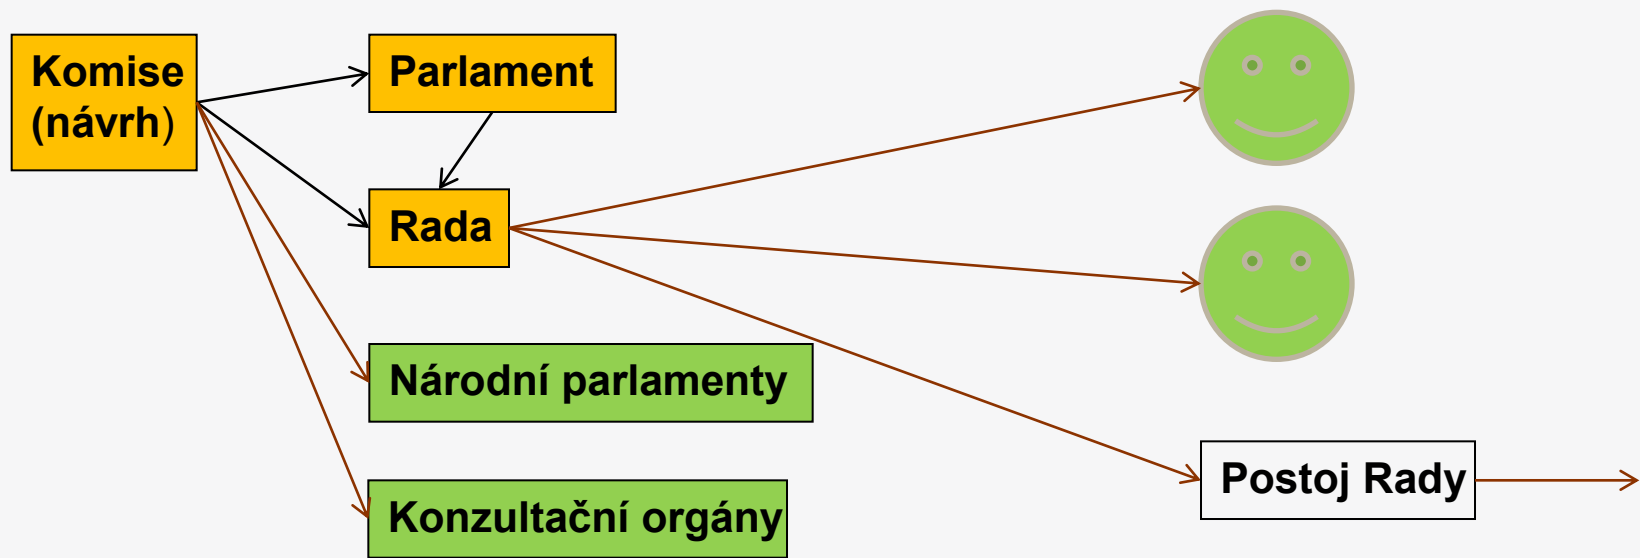 Komise
(návrh)
Parlament
Rada
Národní parlamenty
Konzultační orgány
Postoj Rady